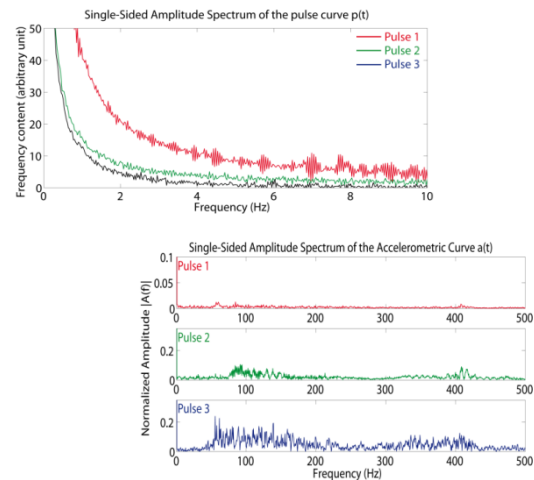 Single-Sided Amplitude Spectrum of the pulse curve p(t)
Frequency content (arbitrary unit)
50
40
30
20
10
0
Pulse 1
Pulse 2
Pulse 3
0 2 4 6 8 10
Frequency (Hz)
Single-Sided Amplitude Spectrum of the Accelerometric Curve a(t)
Normalized Amplitude |A(f)|
0.1
0.05
0
Pulse 1
0 100 200 300 400 500
0.2
0
Pulse 2
0 100 200 300 400 500
0.2
0
Pulse 3
0 100 200 300 400 500
Frequency (Hz)